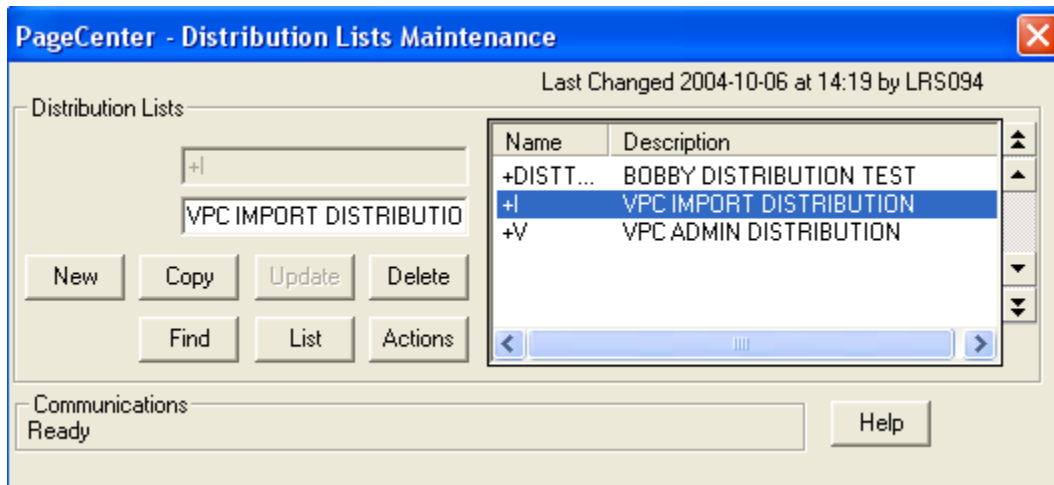 PageCenter - Distribution Lists Maintenance
Last Changed 2004-10-06 at 14:19 by LRS094
Distribution Lists
+I
VPC IMPORT DISTRIBUTIO
New Copy Update Delete
Find List Actions
Name Description
+DISTT... BOBBY DISTRIBUTION TEST
+I VPC IMPORT DISTRIBUTION
+V VPC ADMIN DISTRIBUTION
Communications
Ready
Help